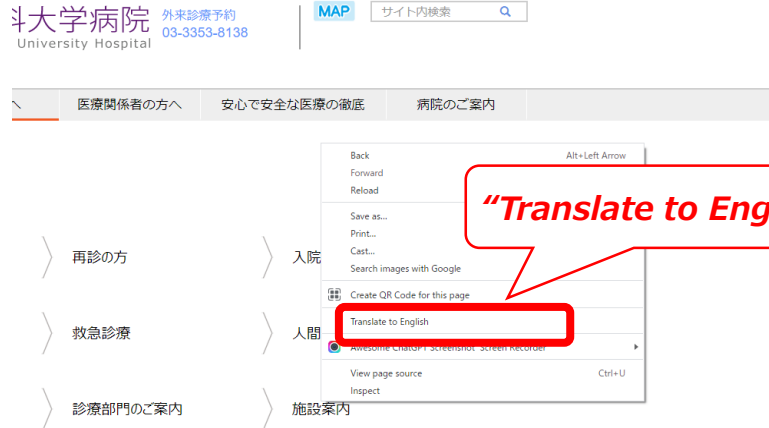 科大学病院
University Hospital
外来診療予約
03-3353-8138
MAP
サイト内検索
へ
医療関係者の方へ
安心で安全な医療の徹底
病院のご案内
Back Alt+Left Arrow
Forward
Reload
Save as...
Print...
Cast...
Search images with Google
Create QR Code for this page
Translate to English
Awesome ChatGPT Screenshot Screen Recorder
View page source Ctrl+U
Inspect
“Translate to Eng
再診の方
入院
救急診療
人間
診療部門のご案内
施設案内